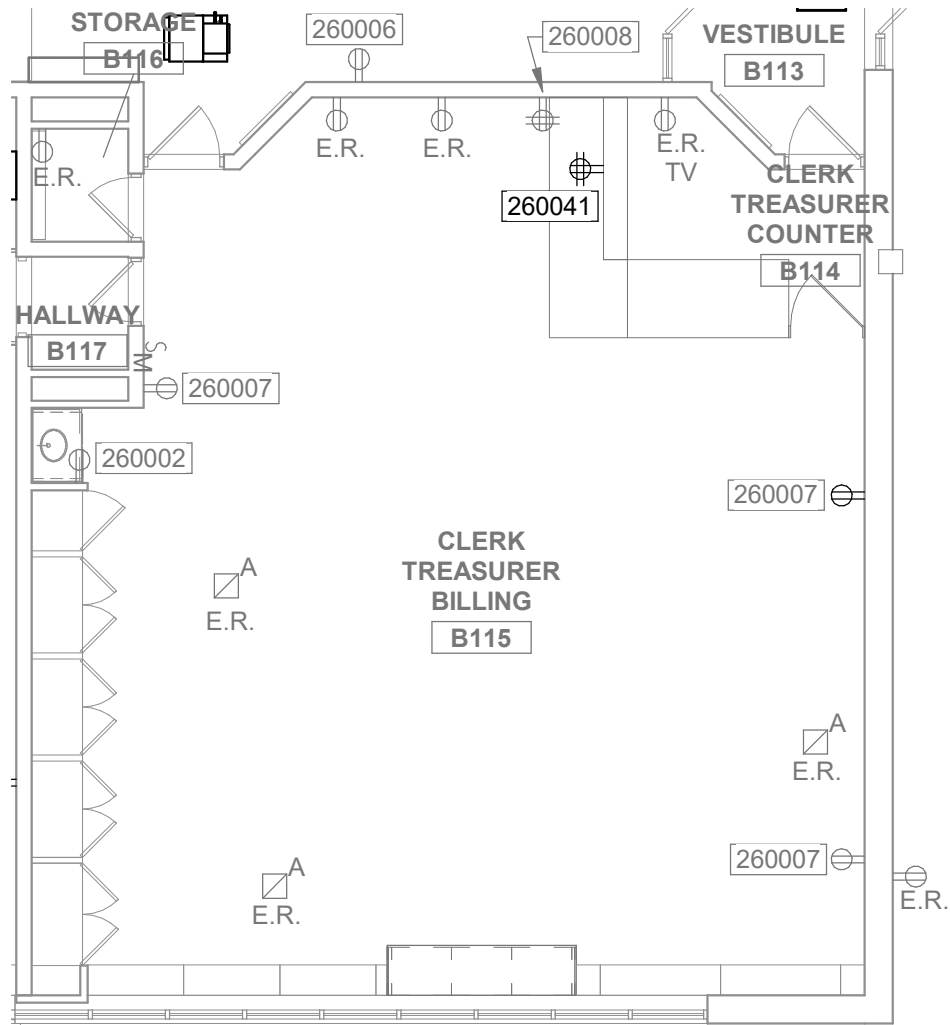 STORAGE
B116
260006
260008
VESTIBULE
B113
E.R.
E.R.
E.R.
E.R.
TV
260041
CLERK
TREASURER
COUNTER
B114
HALLWAY
B117
S
M
260007
260002
260007
CLERK
TREASURER
BILLING
B115
A
E.R.
A
E.R.
260007
A
E.R.
E.R.